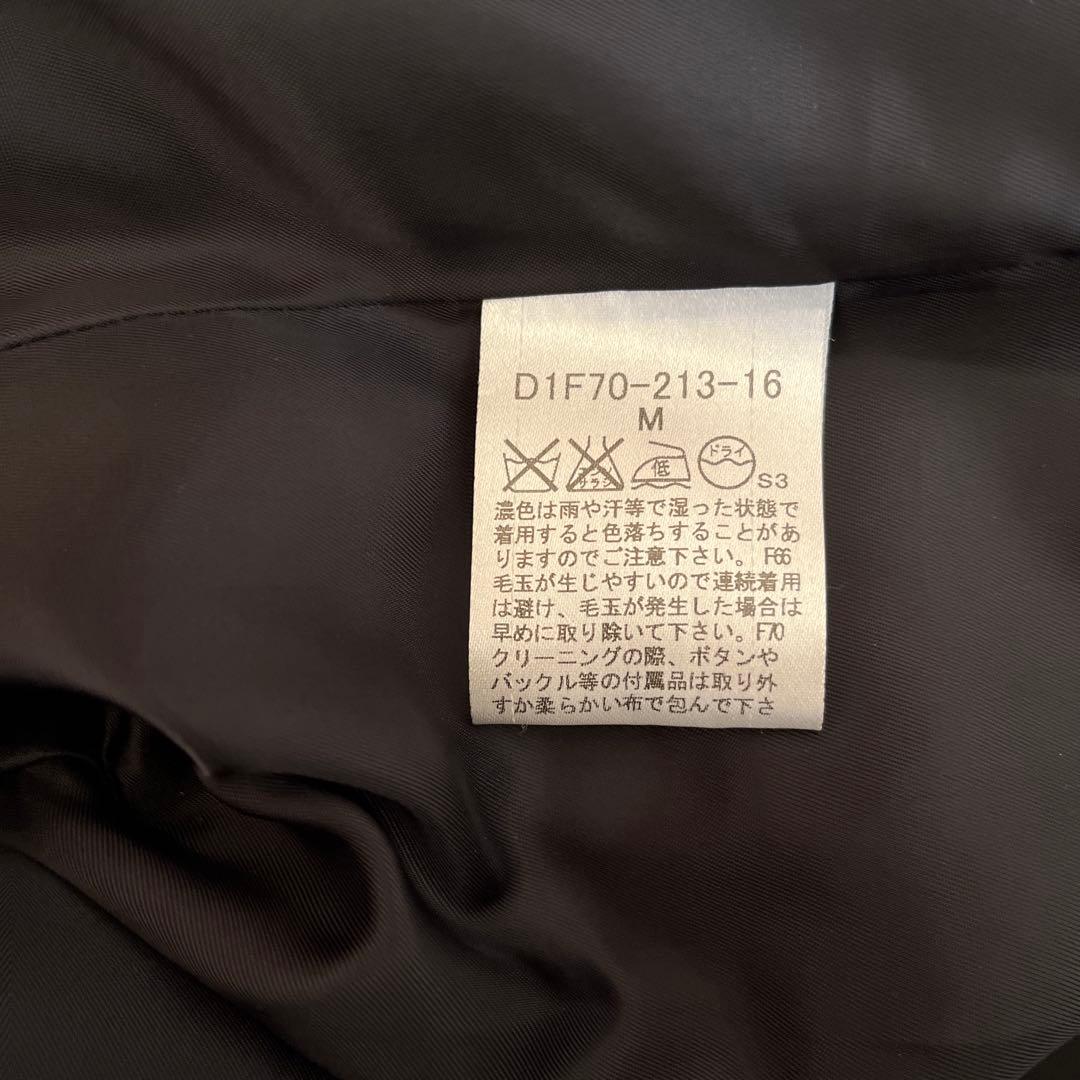 D1F70-213-16
M
エンソ
サラシ
低
ドライ
S3
濃色は雨や汗等で湿った状態で
着用すると色落ちすることがあ
りますのでご注意下さい。F66
毛玉が生じやすいので連続着用
は避け、毛玉が発生した場合は
早めに取り除いて下さい。F70
クリーニングの際、ボタンや
バックル等の付属品は取り外
すか柔らかい布で包んで下さ